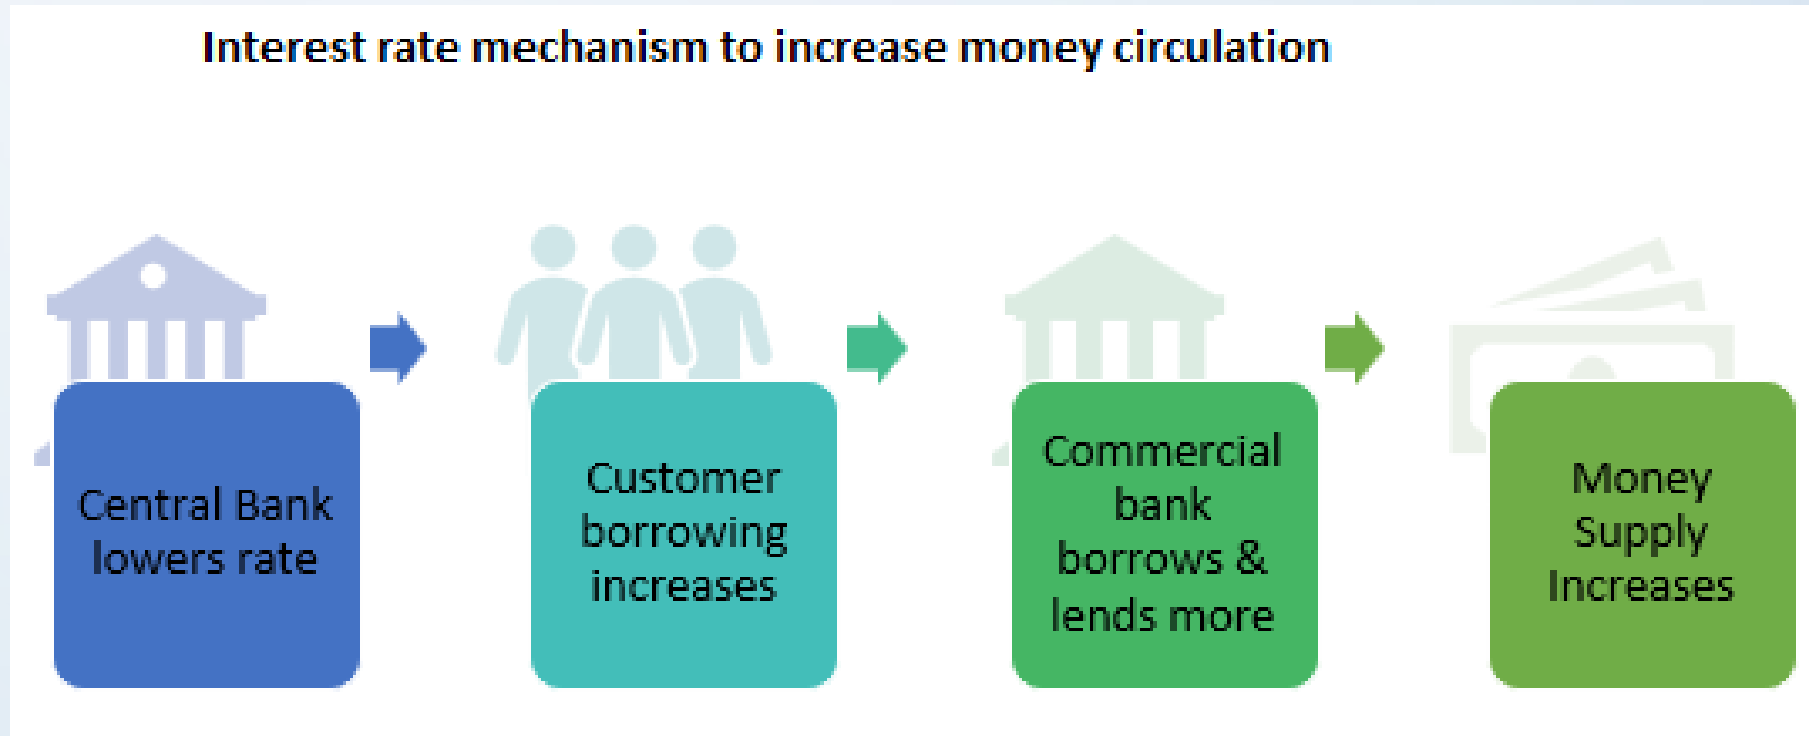 Interest rate mechanism to increase money circulation
Central Bank
lowers rate
Customer
borrowing
increases
Commercial
bank
borrows &
lends more
Money
Supply
Increases